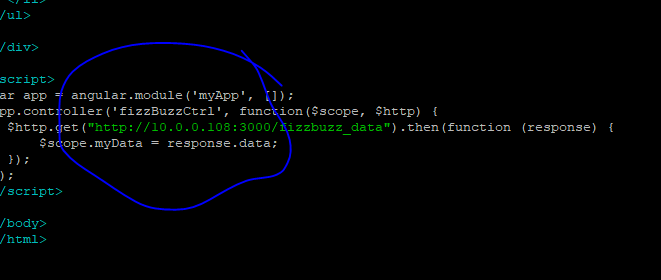 /ul>
/div>
script>
ar app = angular.module('myApp', []);
pp.controller('fizzBuzzCtrl', function($scope, $http) {
$http.get("http://10.0.0.108:3000/fizzbuzz_data").then(function (response) {
$scope.myData = response.data;
});
);
/script>
/body>
/html>